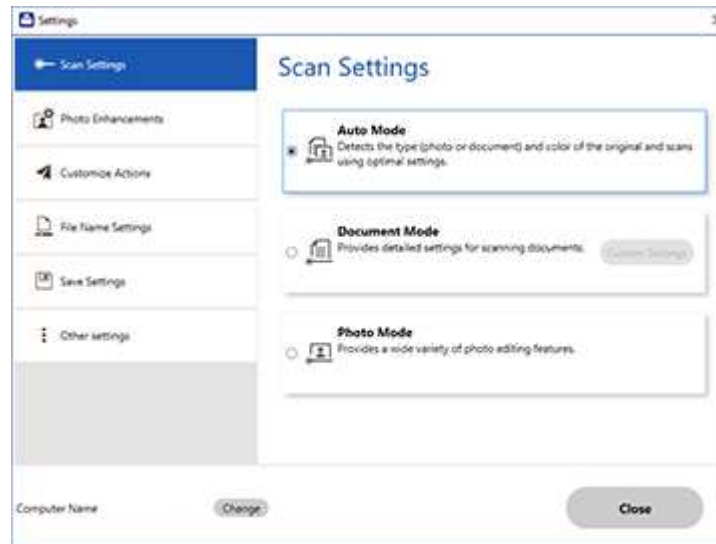 Settings
Scan Settings
Photo Enhancements
Customize Actions
File Name Settings
Save Settings
Other settings
Scan Settings
Auto Mode
Detects the type (photo or document) and color of the original and scans
using optimal settings.
Document Mode
Provides detailed settings for scanning documents.
Custom Settings
Photo Mode
Provides a wide variety of photo editing features.
Computer Name
Change
Close